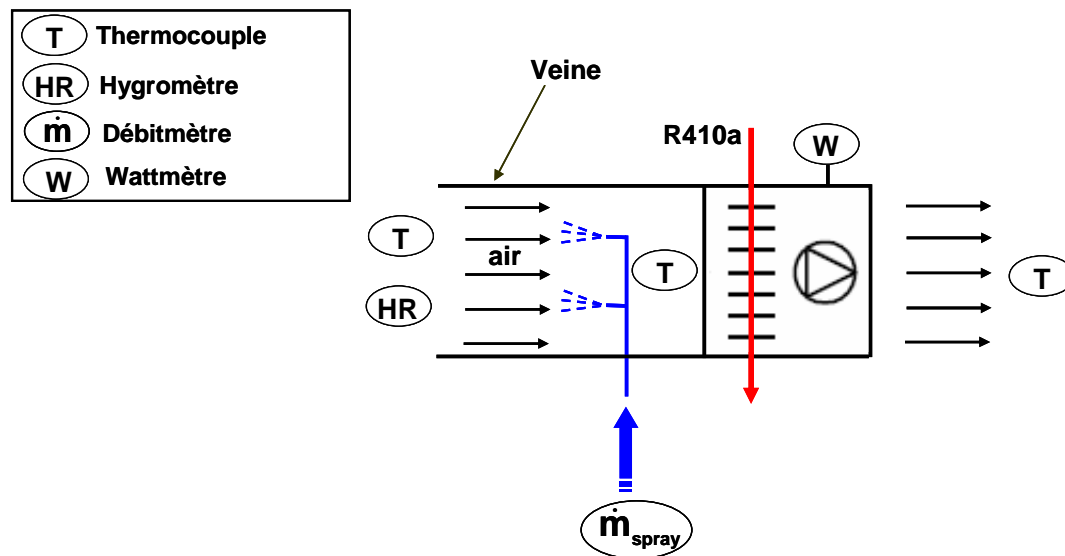 T Thermocouple
HR Hygromètre
ṁ Débitmètre
W Wattmètre
Veine
R410a
W
T
air
T
T
HR
ṁspray